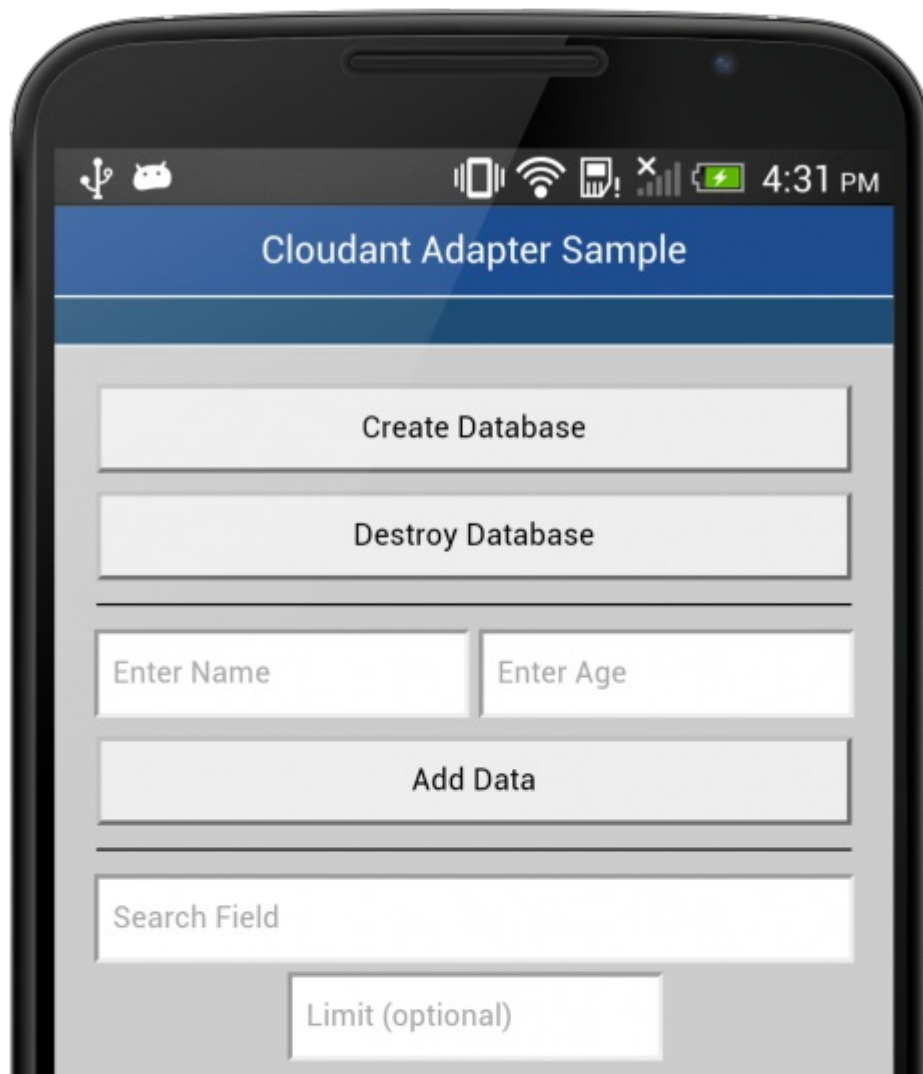 4:31 PM
Cloudant Adapter Sample
Create Database
Destroy Database
Enter Name Enter Age
Add Data
Search Field
Limit (optional)